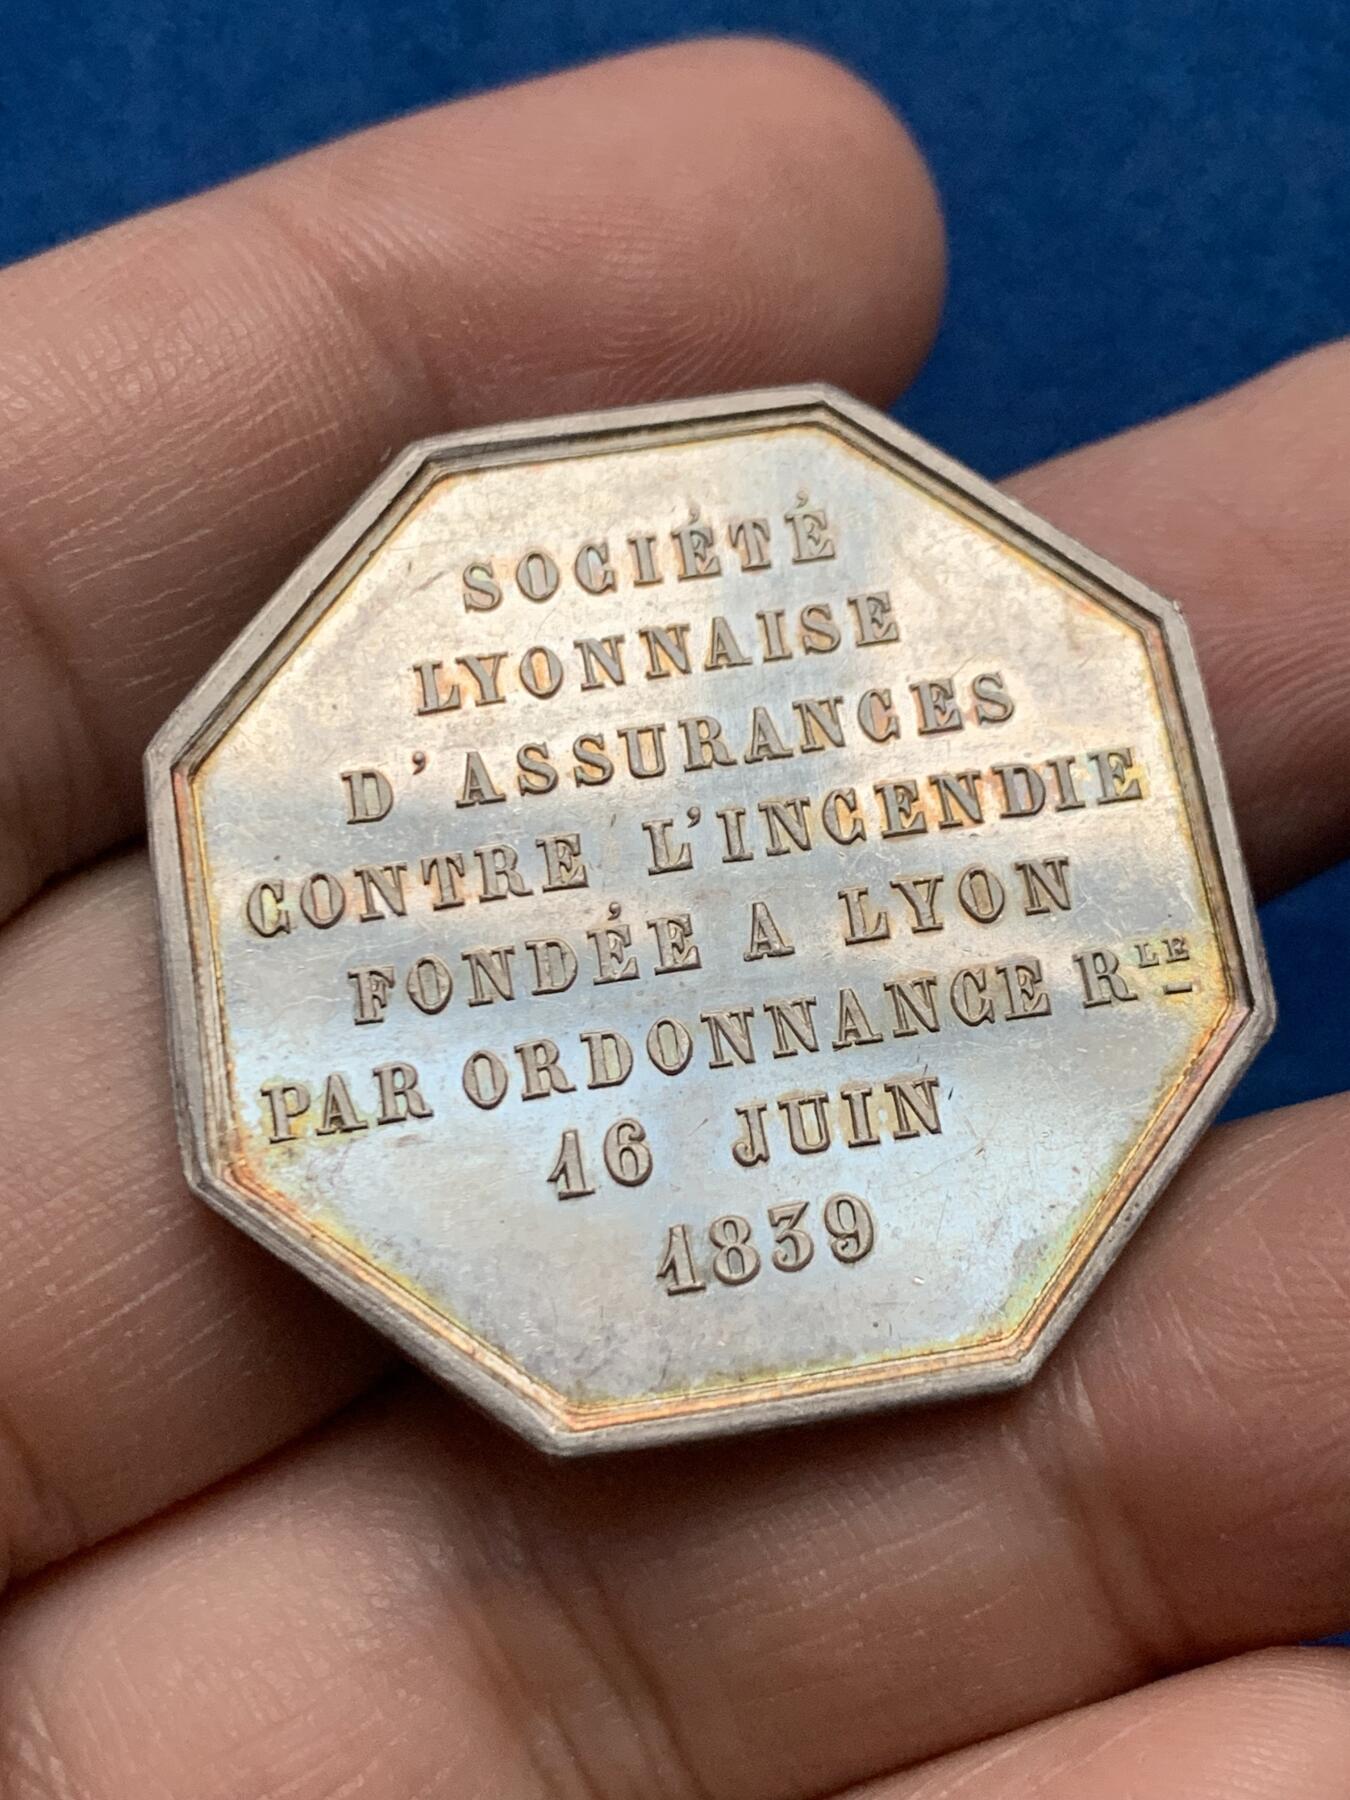 SOCIÉTÉ
LYONNAISE
D'ASSURANCES
CONTRE L'INCENDIE
FONDÉE A LYON
PAR ORDONNANCE RLE
16 JUIN
1839